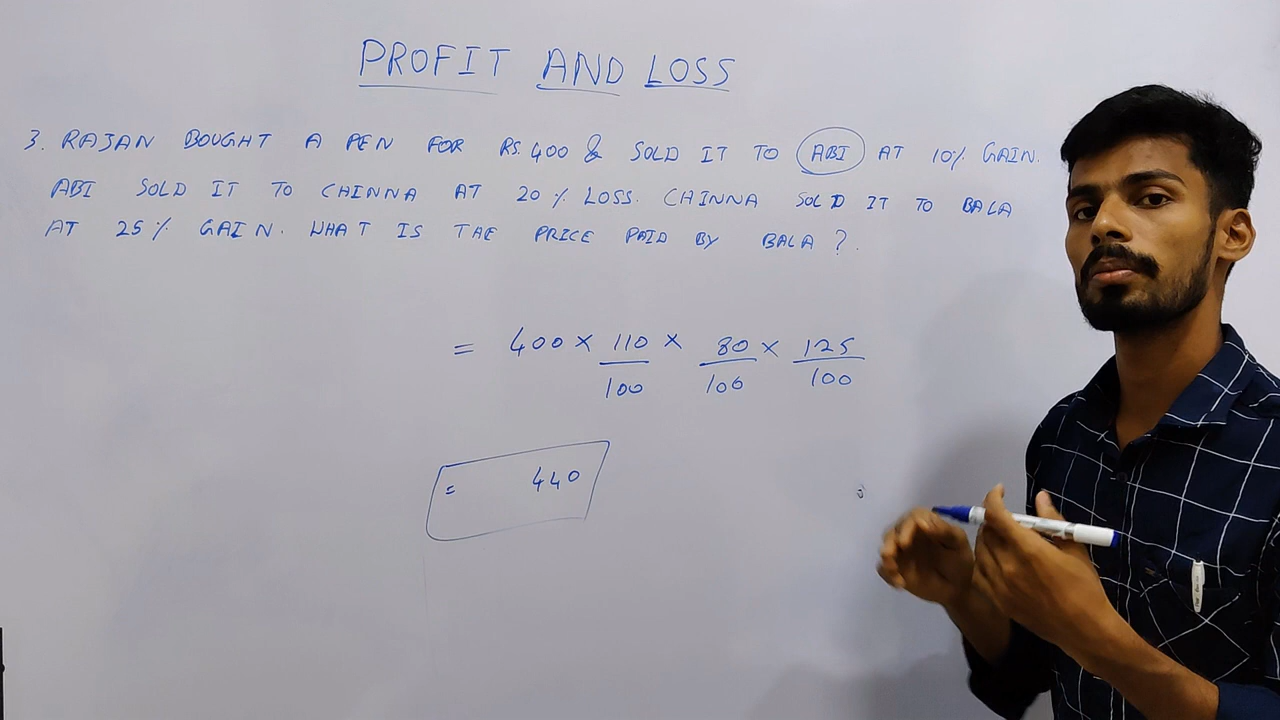 PROFIT AND LOSS
3. RAJAN BOUGHT A PEN FOR RS. 400 & SOLD IT TO ABI AT 10% GAIN.
ABI SOLD IT TO CHINNA AT 20% LOSS. CHINNA SOLD IT TO BALA
AT 25% GAIN. WHAT IS THE PRICE PAID BY BALA?.
= 400 × 110/100 × 80/100 × 125/100
= 440